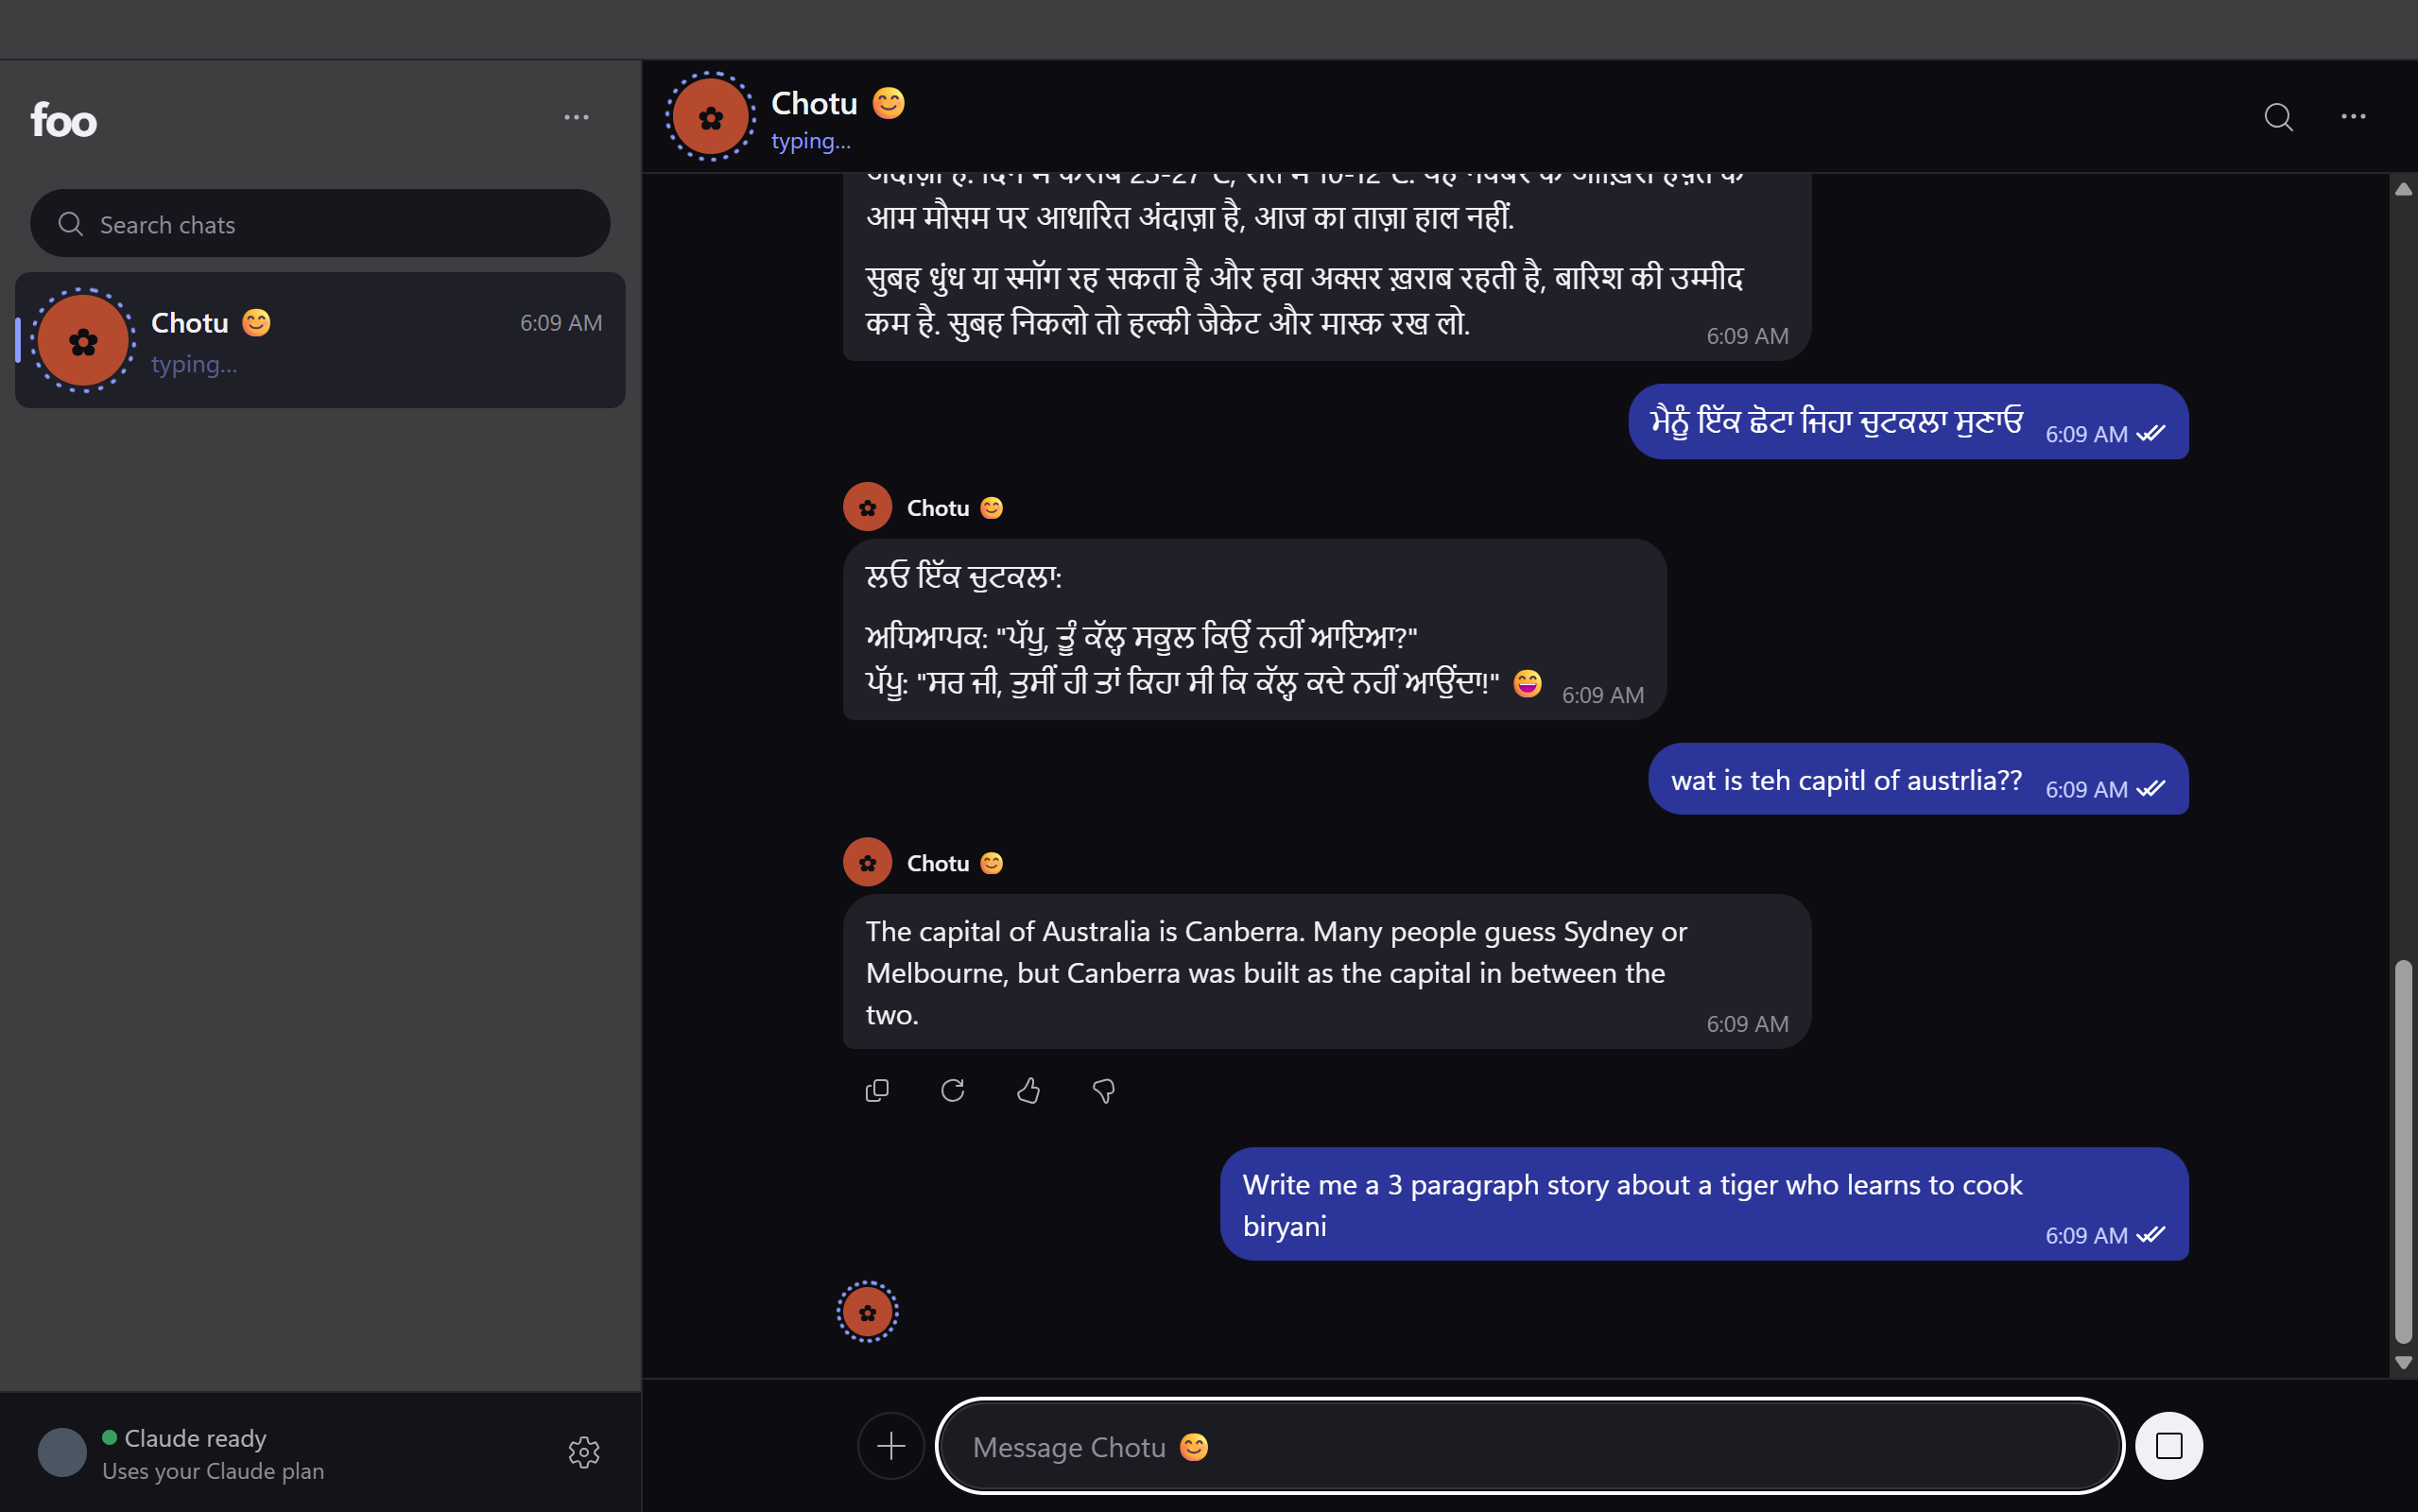 foo
Search chats
Chotu 😊
6:09 AM
typing...
Claude ready
Uses your Claude plan
Chotu 😊
typing...
आम मौसम पर आधारित अंदाज़ा है, आज का ताज़ा हाल नहीं.
सुबह धुंध या स्मॉग रह सकता है और हवा अक्सर ख़राब रहती है, बारिश की उम्मीद
कम है. सुबह निकलो तो हल्की जैकेट और मास्क रख लो.
6:09 AM
ਮੈਨੂੰ ਇੱਕ ਛੋਟਾ ਜਿਹਾ ਚੁਟਕਲਾ ਸੁਣਾਓ
6:09 AM
Chotu 😊
ਲਓ ਇੱਕ ਚੁਟਕਲਾ:
ਅਧਿਆਪਕ: "ਪੱਪੂ, ਤੂੰ ਕੱਲ੍ਹ ਸਕੂਲ ਕਿਉਂ ਨਹੀਂ ਆਇਆ?"
ਪੱਪੂ: "ਸਰ ਜੀ, ਤੁਸੀਂ ਹੀ ਤਾਂ ਕਿਹਾ ਸੀ ਕਿ ਕੱਲ੍ਹ ਕਦੇ ਨਹੀਂ ਆਉਂਦਾ!" 😄
6:09 AM
wat is teh capitl of austrlia??
6:09 AM
Chotu 😊
The capital of Australia is Canberra. Many people guess Sydney or
Melbourne, but Canberra was built as the capital in between the
two.
6:09 AM
Write me a 3 paragraph story about a tiger who learns to cook
biryani
6:09 AM
Message Chotu 😊